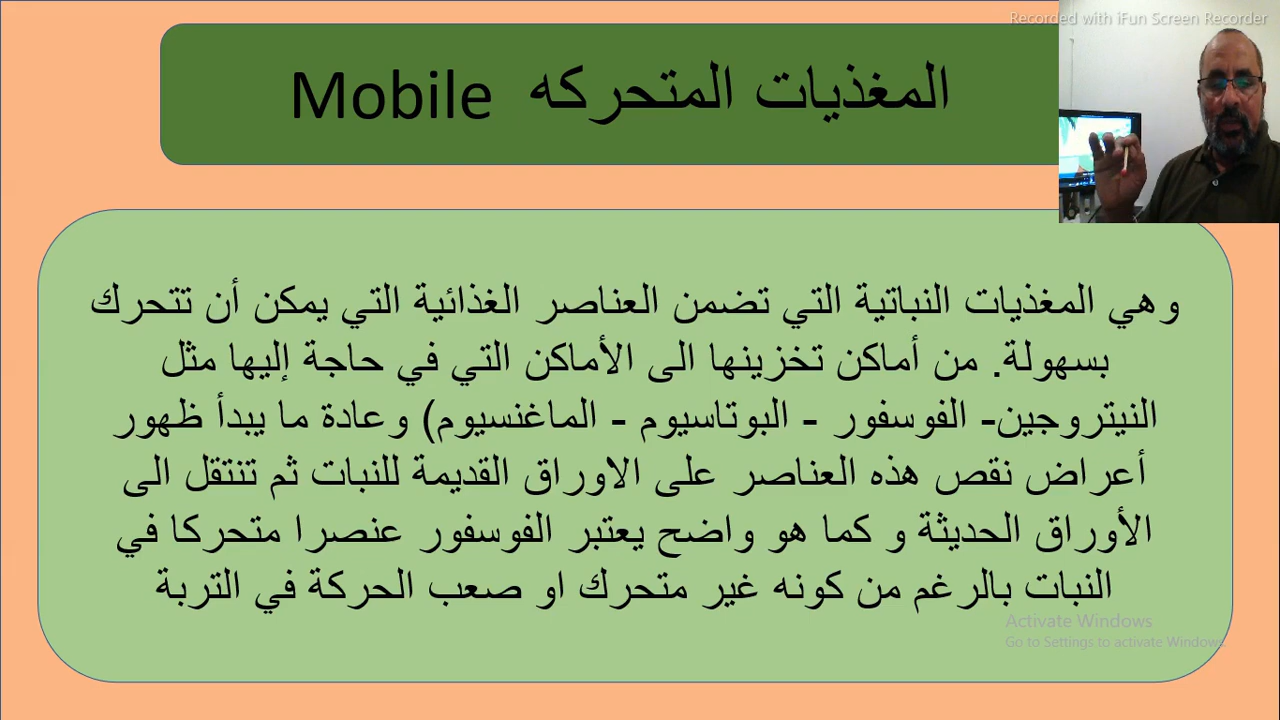 Recorded with iFun Screen Recorder
المغذيات المتحركه Mobile
وهي المغذيات النباتية التي تضمن العناصر الغذائية التي يمكن أن تتحرك
بسهولة. من أماكن تخزينها الى الأماكن التي في حاجة إليها مثل
النيتروجين- الفوسفور - البوتاسيوم - الماغنسيوم) وعادة ما يبدأ ظهور
أعراض نقص هذه العناصر على الاوراق القديمة للنبات ثم تنتقل الى
الأوراق الحديثة و كما هو واضح يعتبر الفوسفور عنصرا متحركا في
النبات بالرغم من كونه غير متحرك او صعب الحركة في التربة
Activate Windows
Go to Settings to activate Windows.